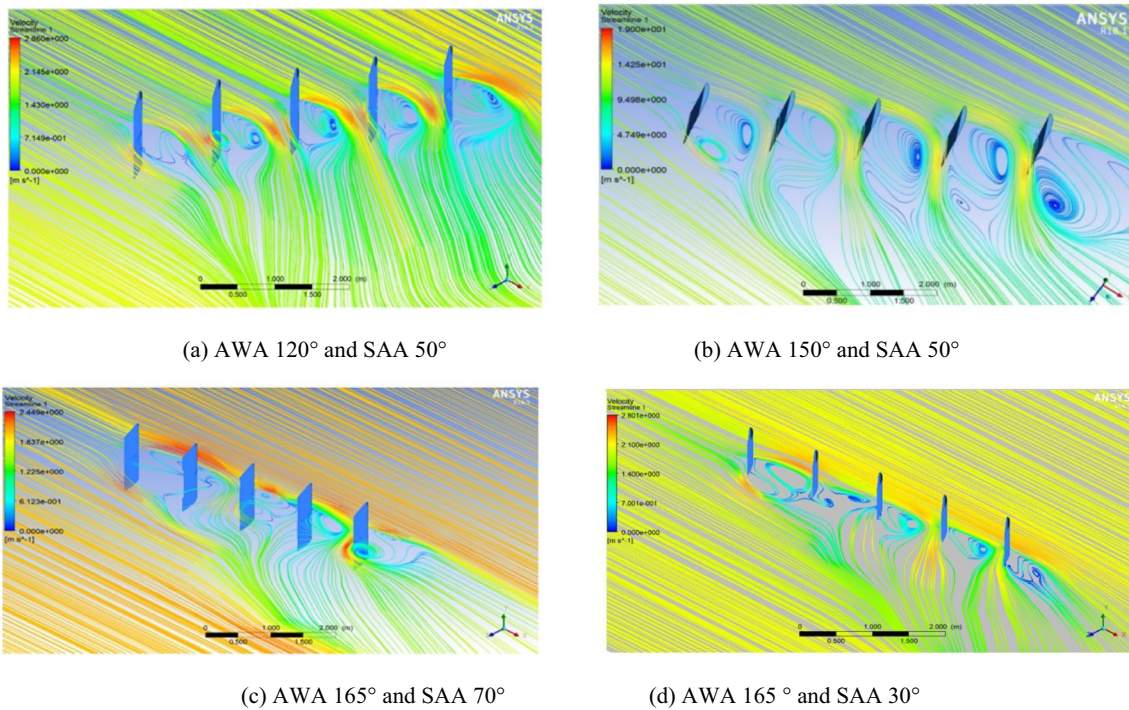 Velocity
Streamline 1
ANSYS
2.860e+000
2.145e+000
1.430e+000
7.149e-001
0.000e+000
[m s^-1]
0 1.000 2.000 (m)
0.500 1.500
Velocity
Streamline 1
ANSYS
R18.1
1.900e+001
1.425e+001
9.498e+000
4.749e+000
0.000e+000
[m s^-1]
0 1.000 2.000 (m)
0.500 1.500
(a) AWA 120° and SAA 50°
(b) AWA 150° and SAA 50°
Velocity
Streamline 1
ANSYS
2.449e+000
1.837e+000
1.225e+000
6.123e-001
0.000e+000
[m s^-1]
0 1.000 2.000 (m)
0.500 1.500
Velocity
Streamline 1
ANSYS
2.801e+000
2.100e+000
1.400e+000
7.001e-001
0.000e+000
[m s^-1]
0 1.000 2.000 (m)
0.500 1.500
Y
X
(c) AWA 165° and SAA 70°
(d) AWA 165 ° and SAA 30°